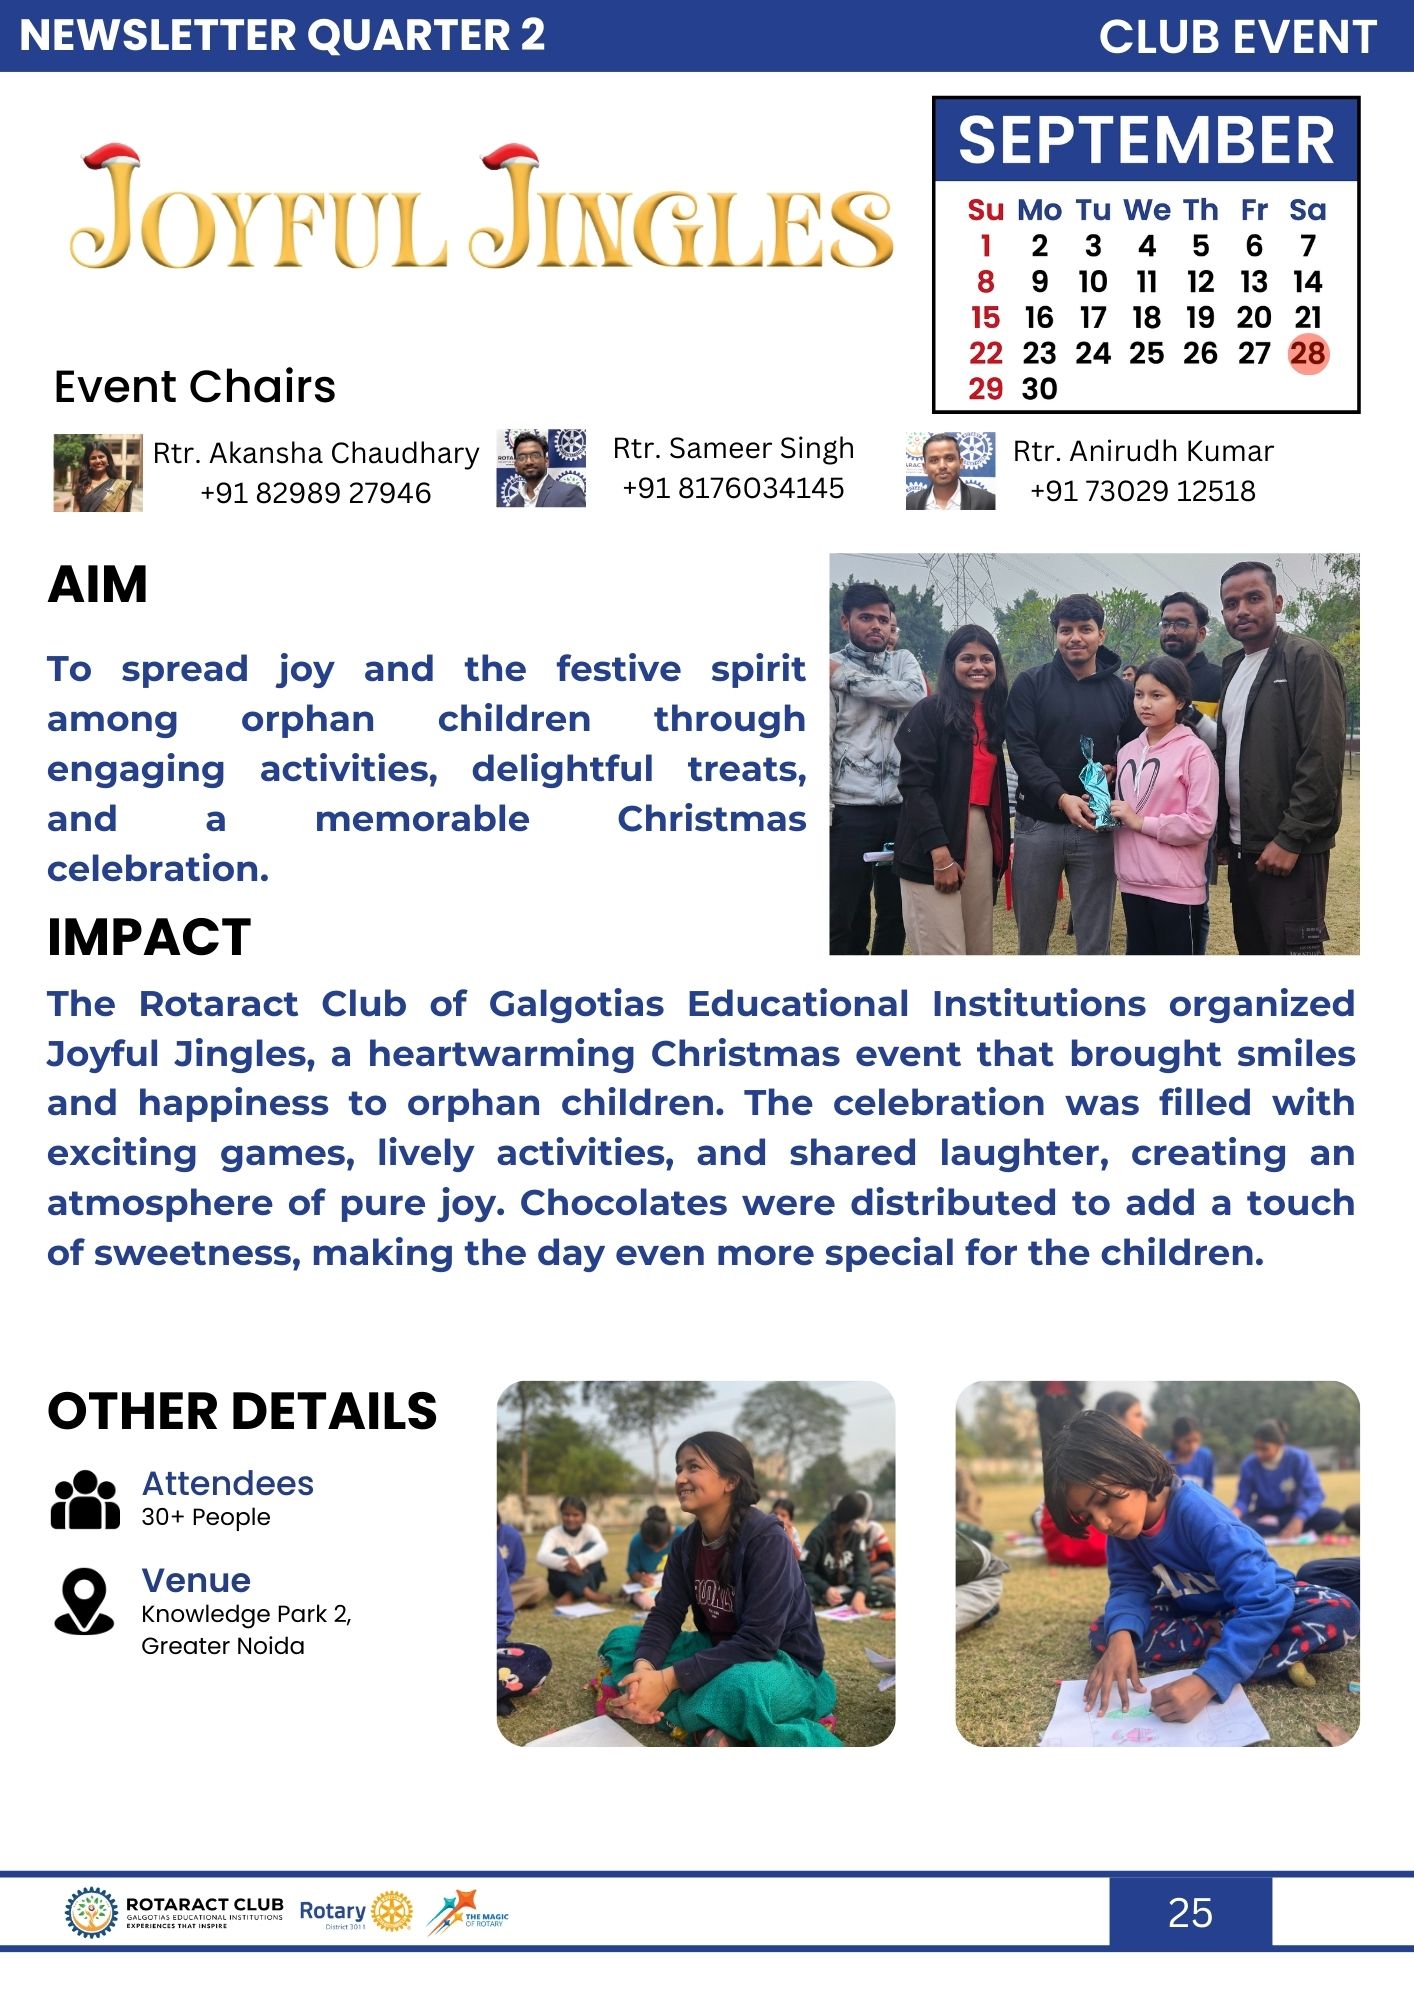 NEWSLETTER QUARTER 2
CLUB EVENT
JOYFUL JINGLES
SEPTEMBER
Su Mo Tu We Th Fr Sa
1 2 3 4 5 6 7
8 9 10 11 12 13 14
15 16 17 18 19 20 21
22 23 24 25 26 27 28
29 30
Event Chairs
Rtr. Akansha Chaudhary
+91 82989 27946
Rtr. Sameer Singh
+91 8176034145
Rtr. Anirudh Kumar
+91 73029 12518
AIM
To spread joy and the festive spirit
among orphan children through
engaging activities, delightful treats,
and a memorable Christmas
celebration.
IMPACT
The Rotaract Club of Galgotias Educational Institutions organized
Joyful Jingles, a heartwarming Christmas event that brought smiles
and happiness to orphan children. The celebration was filled with
exciting games, lively activities, and shared laughter, creating an
atmosphere of pure joy. Chocolates were distributed to add a touch
of sweetness, making the day even more special for the children.
OTHER DETAILS
Attendees
30+ People
Venue
Knowledge Park 2,
Greater Noida
ROTARACT CLUB
GALGOTIAS EDUCATIONAL INSTITUTIONS
EXPERIENCES THAT INSPIRE
Rotary
District 3011
THE MAGIC
OF ROTARY
25